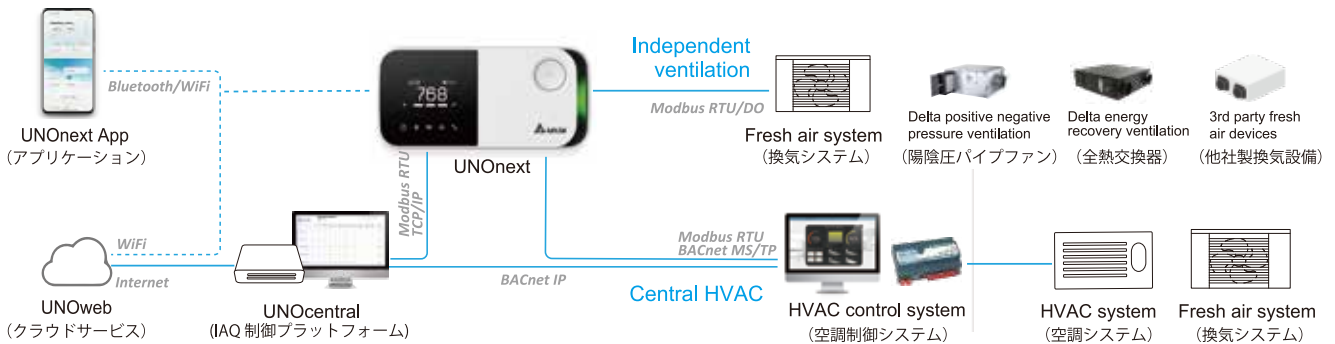 Bluetooth/WiFi
UNOnext App
（アプリケーション）
768
DELTA
UNOnext
Independent
ventilation
Modbus RTU/DO
Fresh air system
（換気システム）
Delta positive negative
pressure ventilation
（陽陰圧パイプファン）
Delta energy
recovery ventilation
（全熱交換器）
3rd party fresh
air devices
（他社製換気設備）
Modbus RTU
TCP/IP
WiFi
Internet
UNOweb
（クラウドサービス）
UNOcentral
（IAQ 制御プラットフォーム）
BACnet IP
Modbus RTU
BACnet MS/TP
Central HVAC
HVAC control system
（空調制御システム）
HVAC system
（空調システム）
Fresh air system
（換気システム）